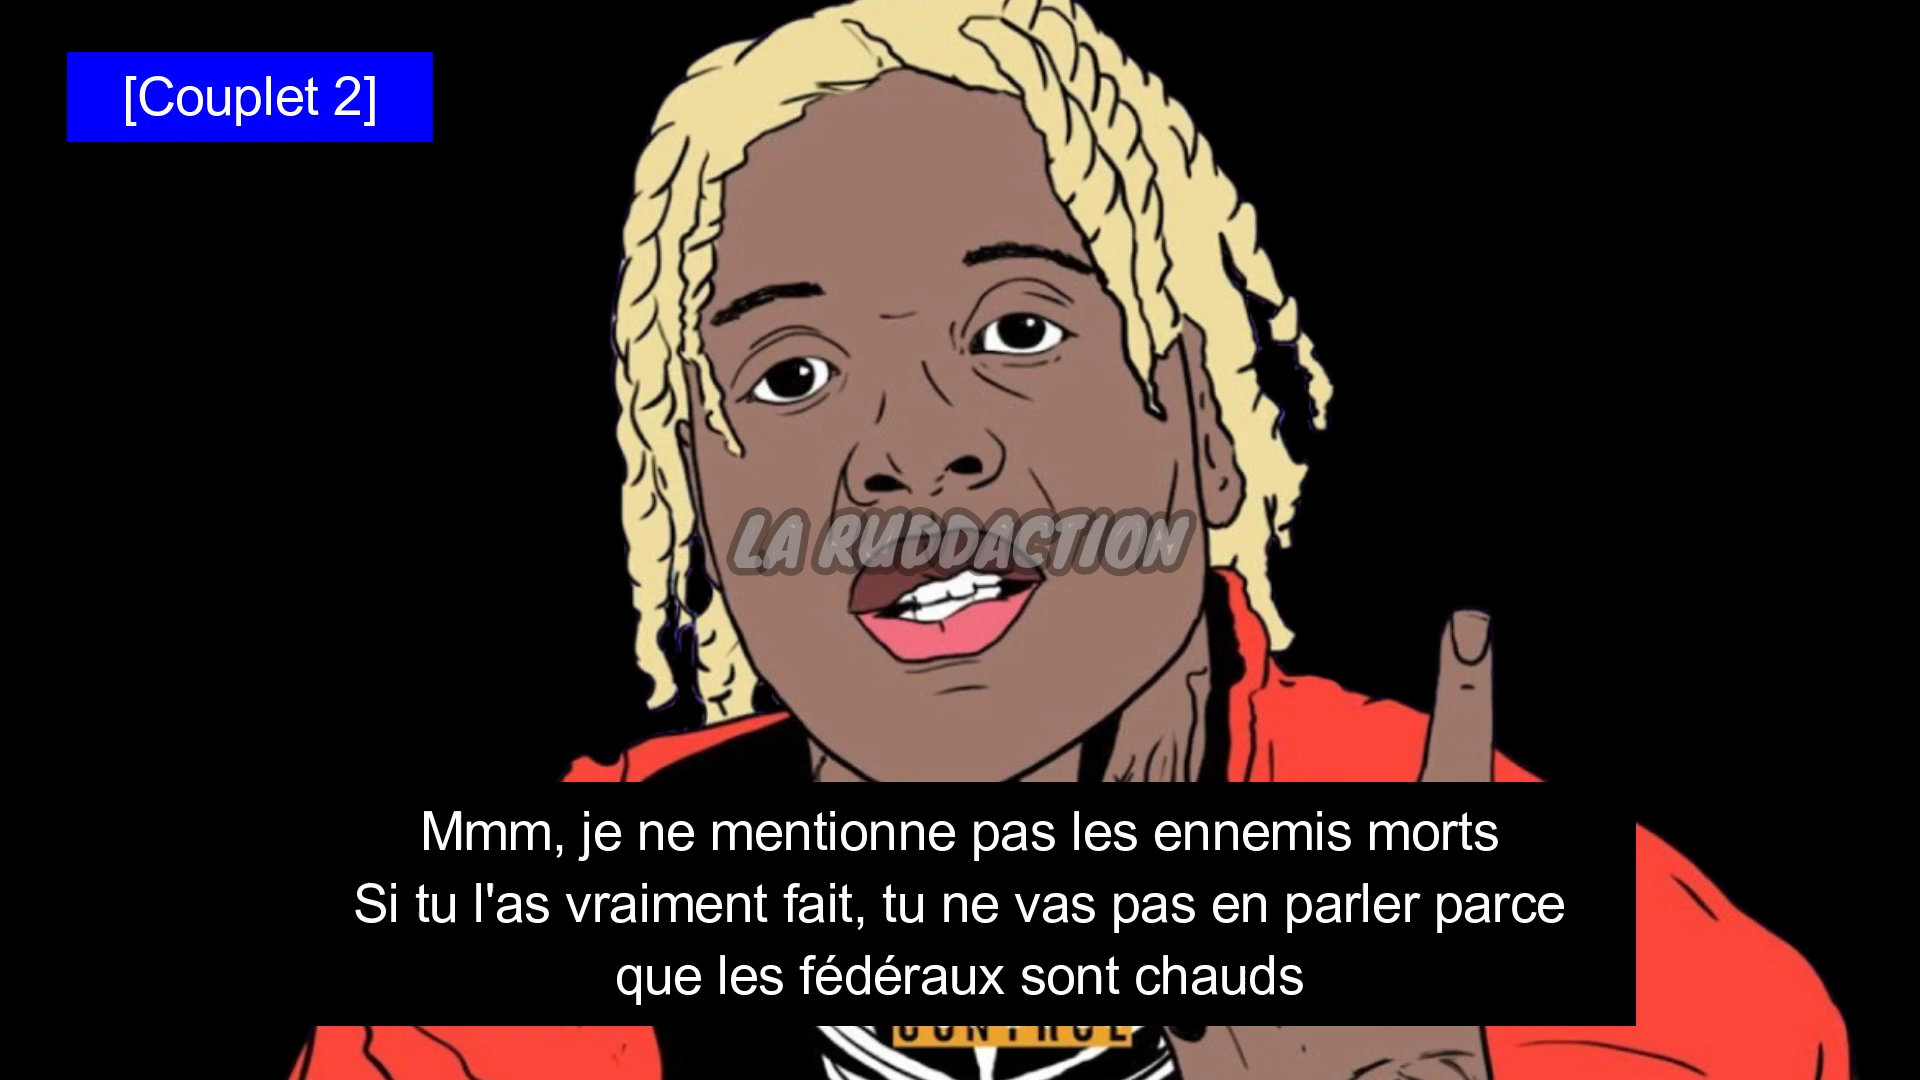 [Couplet 2]
LA RUDDACTION
Mmm, je ne mentionne pas les ennemis morts
Si tu l'as vraiment fait, tu ne vas pas en parler parce
que les fédéraux sont chauds